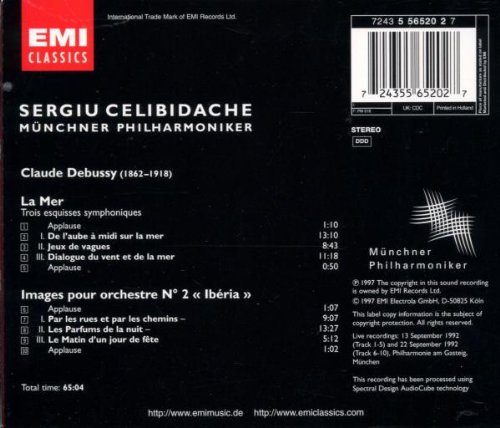 EMI
CLASSICS
International Trade Mark of EMI Records Ltd.
7243 5 56520 2 7
7 24355 65202 7
UK: CDC
Printed in Holland
SERGIU CELIBIDACHE
MÜNCHNER PHILHARMONIKER
STEREO
DDD
Claude Debussy (1862–1918)
La Mer
Trois esquisses symphoniques
1 Applause 1:10
2 I. De l'aube à midi sur la mer 13:10
3 II. Jeux de vagues 8:43
4 III. Dialogue du vent et de la mer 11:18
5 Applause 0:50
Images pour orchestre N° 2 « Ibéria »
6 Applause 1:07
7 I. Par les rues et par les chemins – 9:07
8 II. Les Parfums de la nuit – 13:27
9 III. Le Matin d'un jour de fête 5:12
10 Applause 1:02
Total time: 65:04
Münchner
Philharmoniker
℗ 1997 The copyright in this sound recording
is owned by EMI Records Ltd.
© 1997 EMI Electrola GmbH, D-50825 Köln
This label copy information is the subject of
copyright protection. All rights reserved.
Live recordings: 13 September 1992
(Track 1-5) and 22 September 1992
(Track 6-10), Philharmonie am Gasteig,
München
This recording has been processed using
Spectral Design AudioCube technology
http://www.emimusic.de
http://www.emiclassics.com